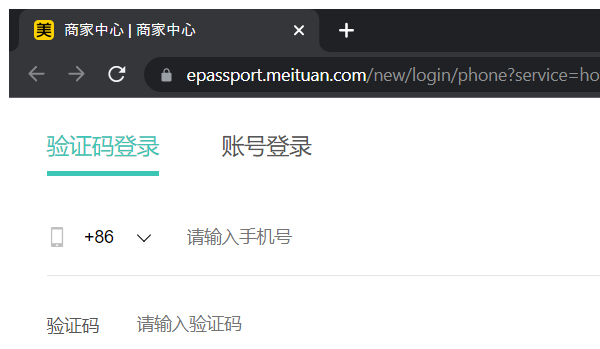 美 商家中心 | 商家中心
epassport.meituan.com/new/login/phone?service=ho
验证码登录 账号登录
+86 请输入手机号
验证码 请输入验证码